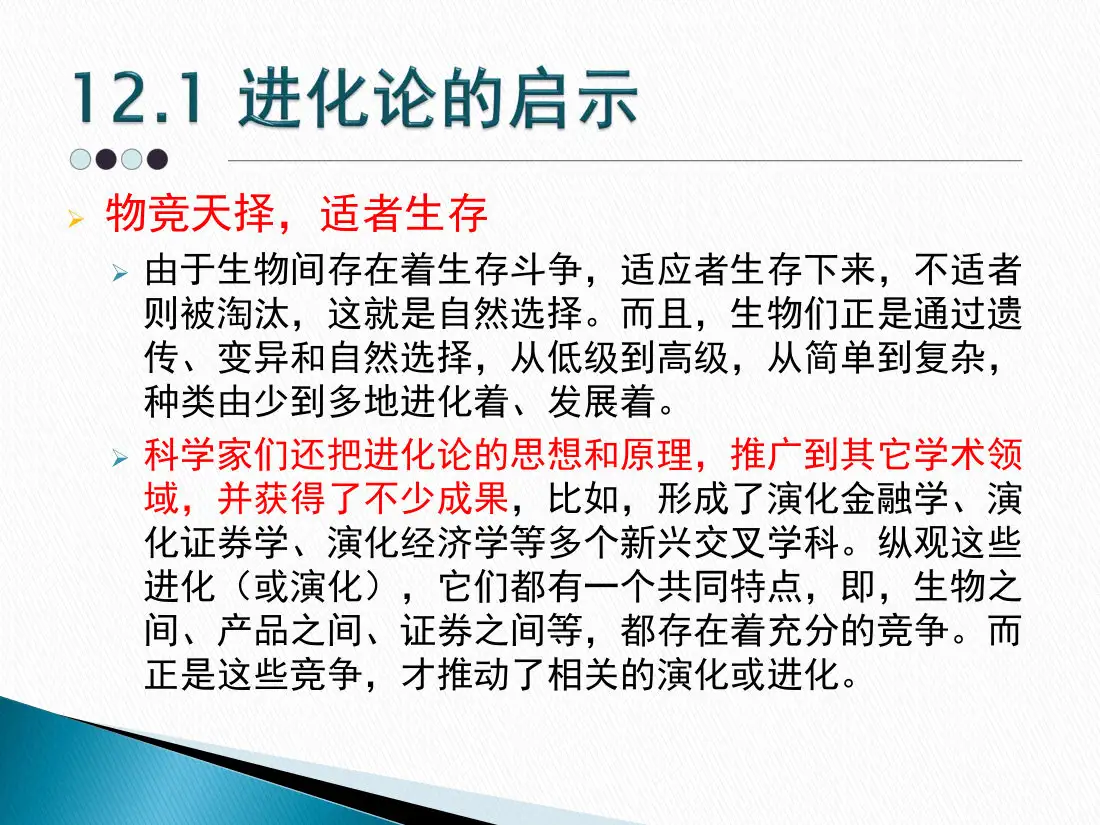 12.1 进化论的启示
物竞天择，适者生存
由于生物间存在着生存斗争，适应者生存下来，不适者
则被淘汰，这就是自然选择。而且，生物们正是通过遗
传、变异和自然选择，从低级到高级，从简单到复杂，
种类由少到多地进化着、发展着。
科学家们还把进化论的思想和原理，推广到其它学术领
域，并获得了不少成果，比如，形成了演化金融学、演
化证券学、演化经济学等多个新兴交叉学科。纵观这些
进化（或演化），它们都有一个共同特点，即，生物之
间、产品之间、证券之间等，都存在着充分的竞争。而
正是这些竞争，才推动了相关的演化或进化。